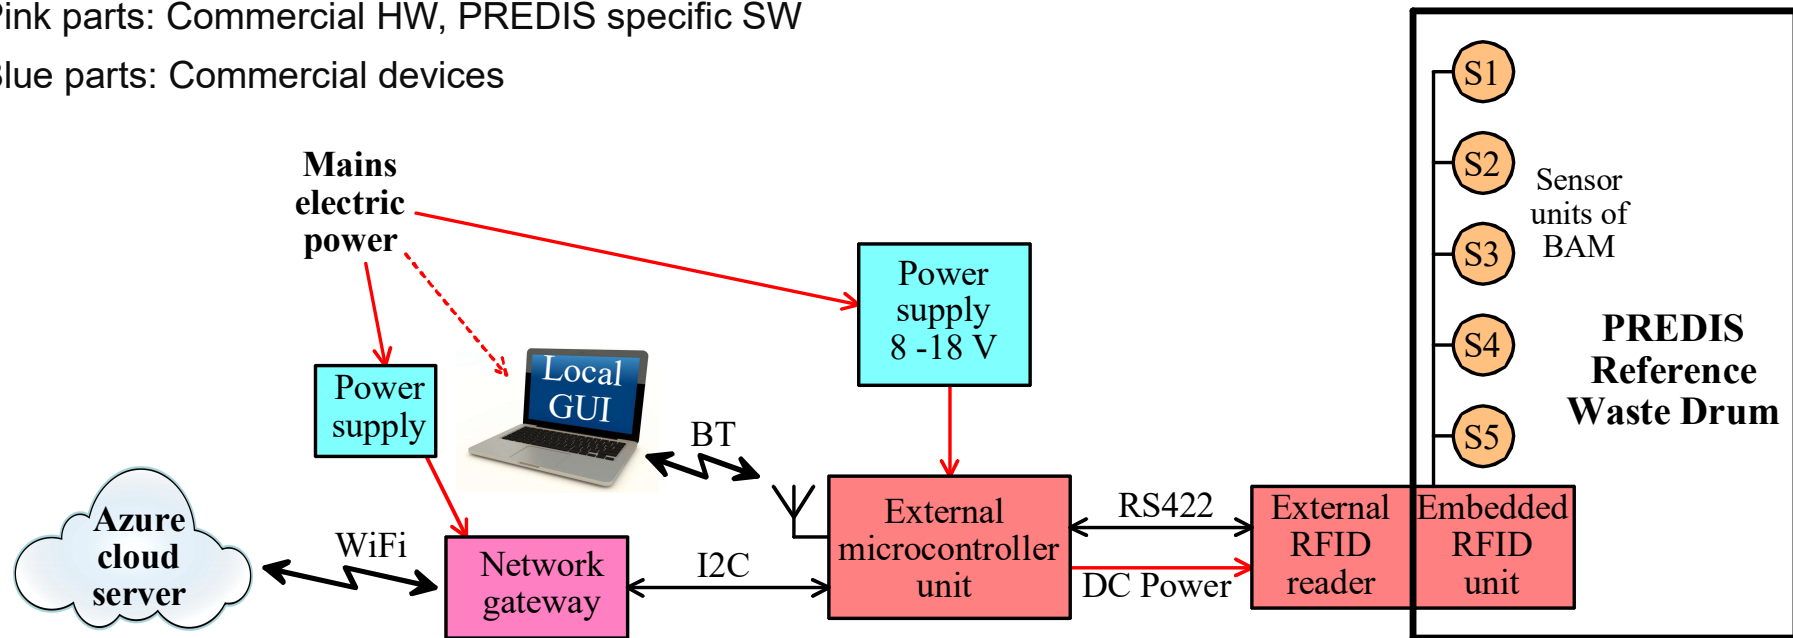 Pink parts: Commercial HW, PREDIS specific SW
Blue parts: Commercial devices
Mains
electric
power
Power
supply
8 -18 V
Power
supply
Local
GUI
BT
Azure
cloud
server
WiFi
Network
gateway
I2C
External
microcontroller
unit
RS422
DC Power
External
RFID
reader
Embedded
RFID
unit
S1
S2
S3
S4
S5
Sensor
units of
BAM
PREDIS
Reference
Waste Drum